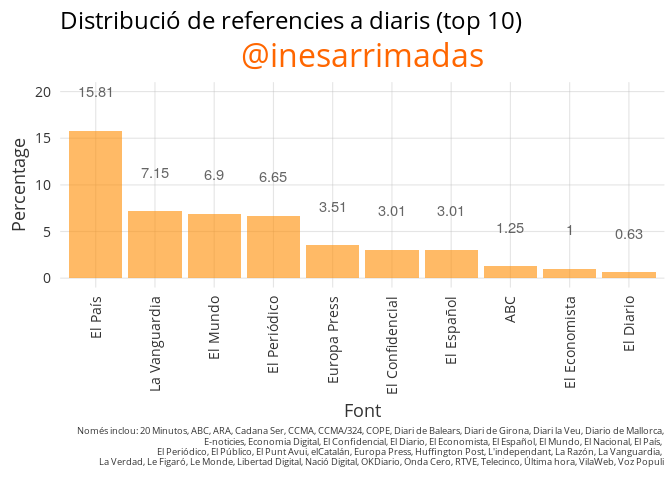 Distribució de referencies a diaris (top 10)
@inesarrimadas
Percentage
20
15
10
5
0
15.81
7.15
6.9
6.65
3.51
3.01
3.01
1.25
1
0.63
El País
La Vanguardia
El Mundo
El Periódico
Europa Press
El Confidencial
El Español
ABC
El Economista
El Diario
Font
Només inclou: 20 Minutos, ABC, ARA, Cadana Ser, CCMA, CCMA/324, COPE, Diari de Balears, Diari de Girona, Diari la Veu, Diario de Mallorca,
E-noticies, Economia Digital, El Confidencial, El Diario, El Economista, El Español, El Mundo, El Nacional, El País,
El Periódico, El Público, El Punt Avui, elCatalán, Europa Press, Huffington Post, L'independant, La Razón, La Vanguardia,
La Verdad, Le Figaró, Le Monde, Libertad Digital, Nació Digital, OKDiario, Onda Cero, RTVE, Telecinco, Última hora, VilaWeb, Voz Populi